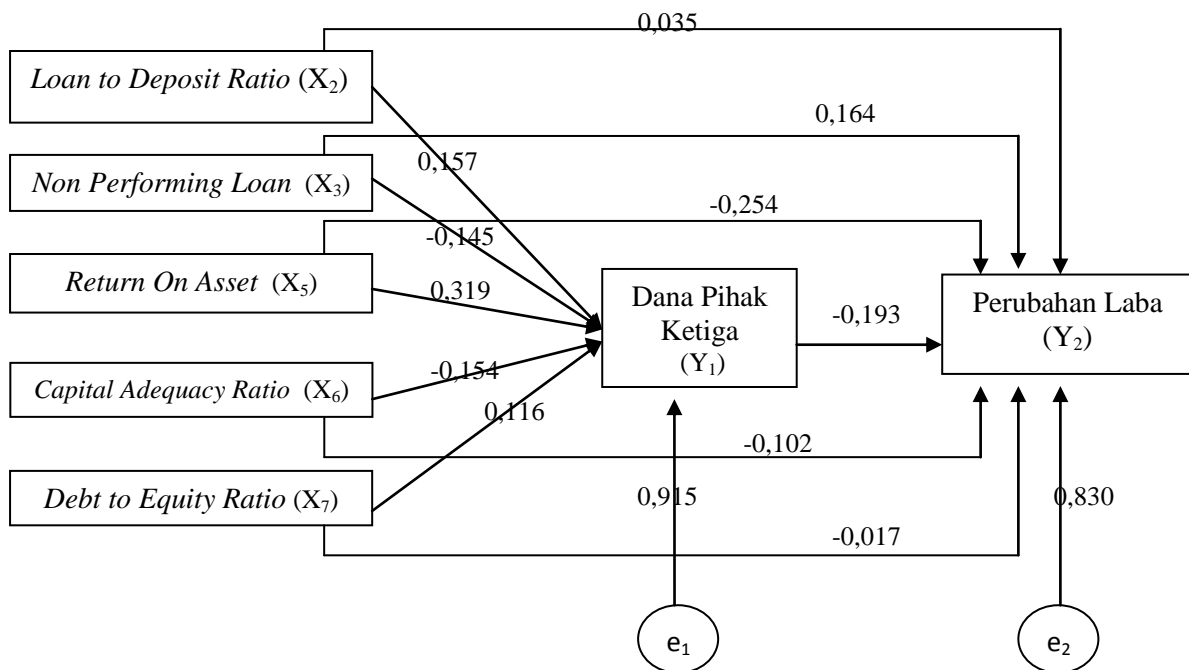 0,035
Loan to Deposit Ratio (X₂)
0,164
0,157
Non Performing Loan (X₃)
-0,254
-0,145
Return On Asset (X₅)
0,319
Dana Pihak
Ketiga
(Y₁)
-0,193
Perubahan Laba
(Y₂)
Capital Adequacy Ratio (X₆)
-0,154
0,116
-0,102
Debt to Equity Ratio (X₇)
0,915
0,830
-0,017
e₁
e₂